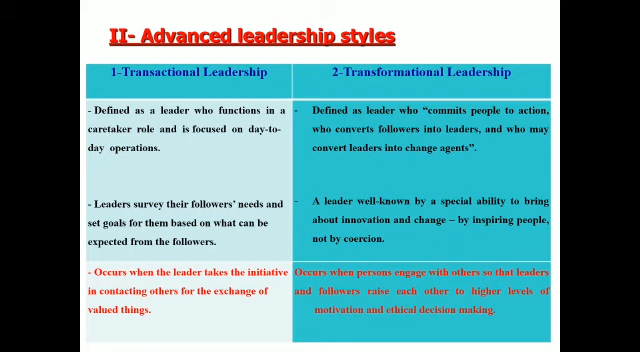 II- Advanced leadership styles
1-Transactional Leadership
2-Transformational Leadership
- Defined as a leader who functions in a
caretaker role and is focused on day-to-
day operations.
- Leaders survey their followers' needs and
set goals for them based on what can be
expected from the followers.
- Occurs when the leader takes the initiative
in contacting others for the exchange of
valued things.
- Defined as leader who "commits people to action,
who converts followers into leaders, and who may
convert leaders into change agents".
- A leader well-known by a special ability to bring
about innovation and change – by inspiring people,
not by coercion.
Occurs when persons engage with others so that leaders
and followers raise each other to higher levels of
motivation and ethical decision making.